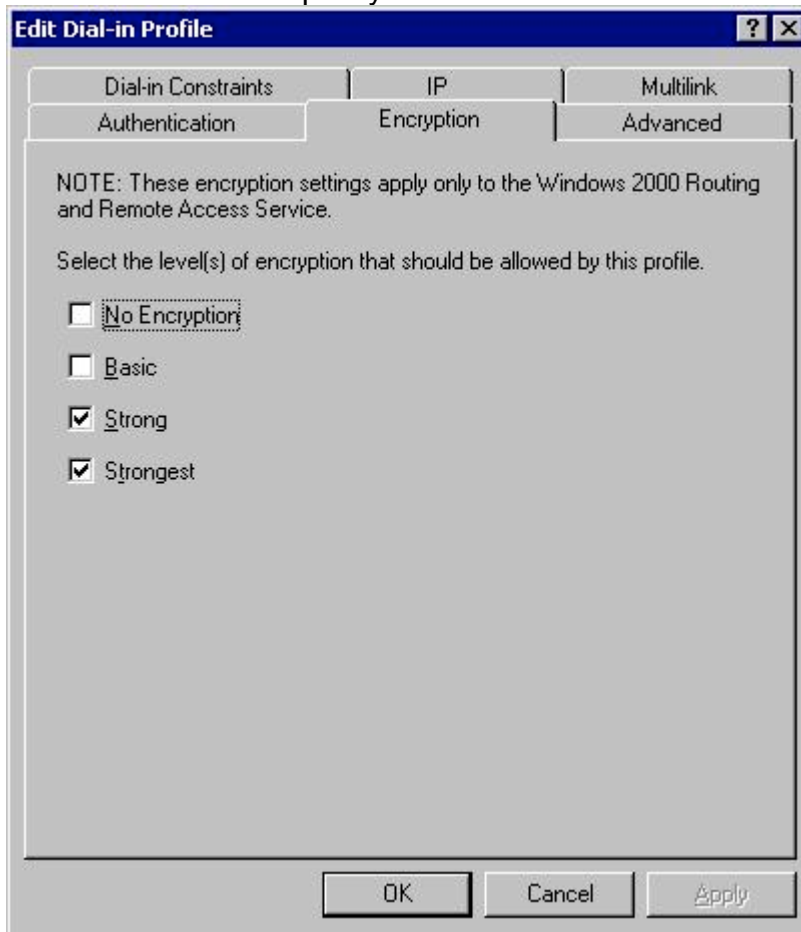 Edit Dial-in Profile
Dial-in Constraints IP Multilink
Authentication Encryption Advanced
NOTE: These encryption settings apply only to the Windows 2000 Routing
and Remote Access Service.
Select the level(s) of encryption that should be allowed by this profile.
No Encryption
Basic
Strong
Strongest
OK Cancel Apply